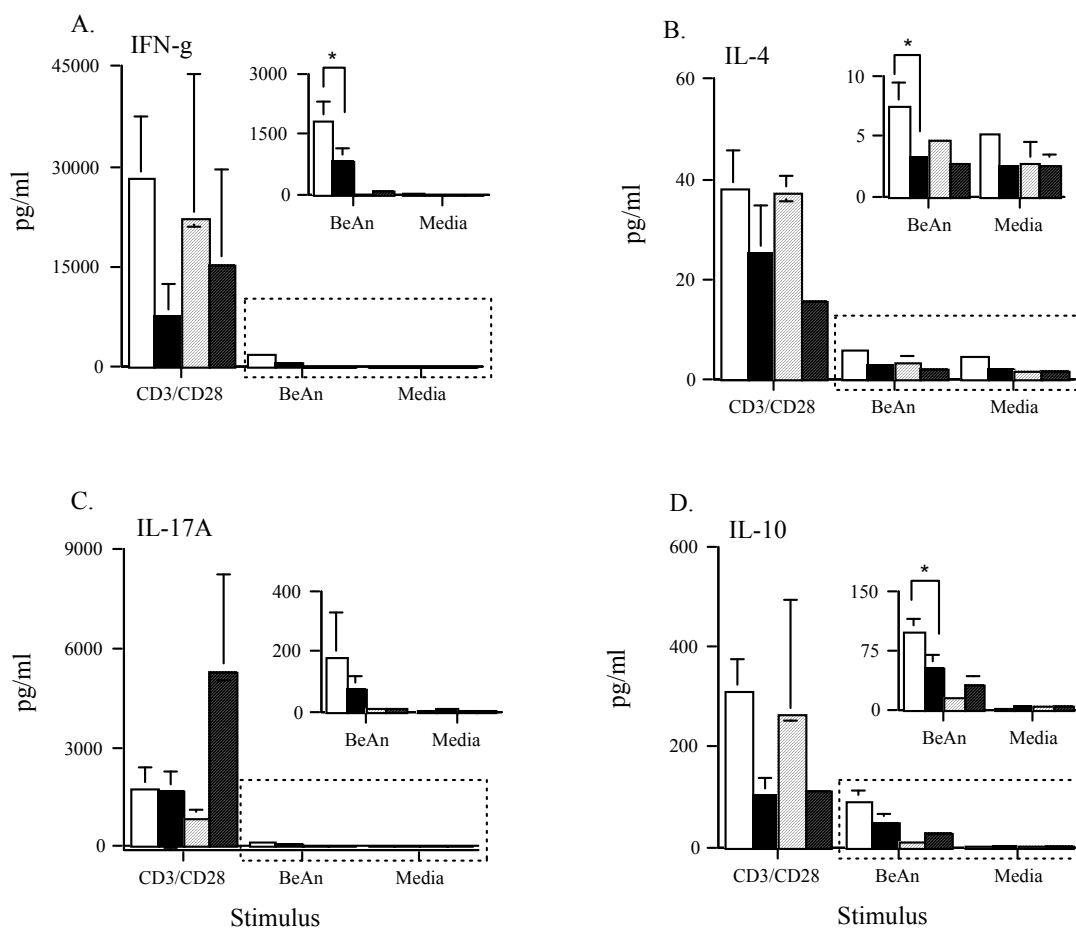 A.
IFN-g
pg/ml
45000
30000
15000
0
CD3/CD28
BeAn
Media
3000
1500
0
*
BeAn
Media
B.
IL-4
pg/ml
60
40
20
0
CD3/CD28
BeAn
Media
10
5
0
*
BeAn
Media
C.
IL-17A
pg/ml
9000
6000
3000
0
CD3/CD28
BeAn
Media
Stimulus
400
200
0
BeAn
Media
D.
IL-10
pg/ml
600
400
200
0
CD3/CD28
BeAn
Media
Stimulus
150
75
0
*
BeAn
Media